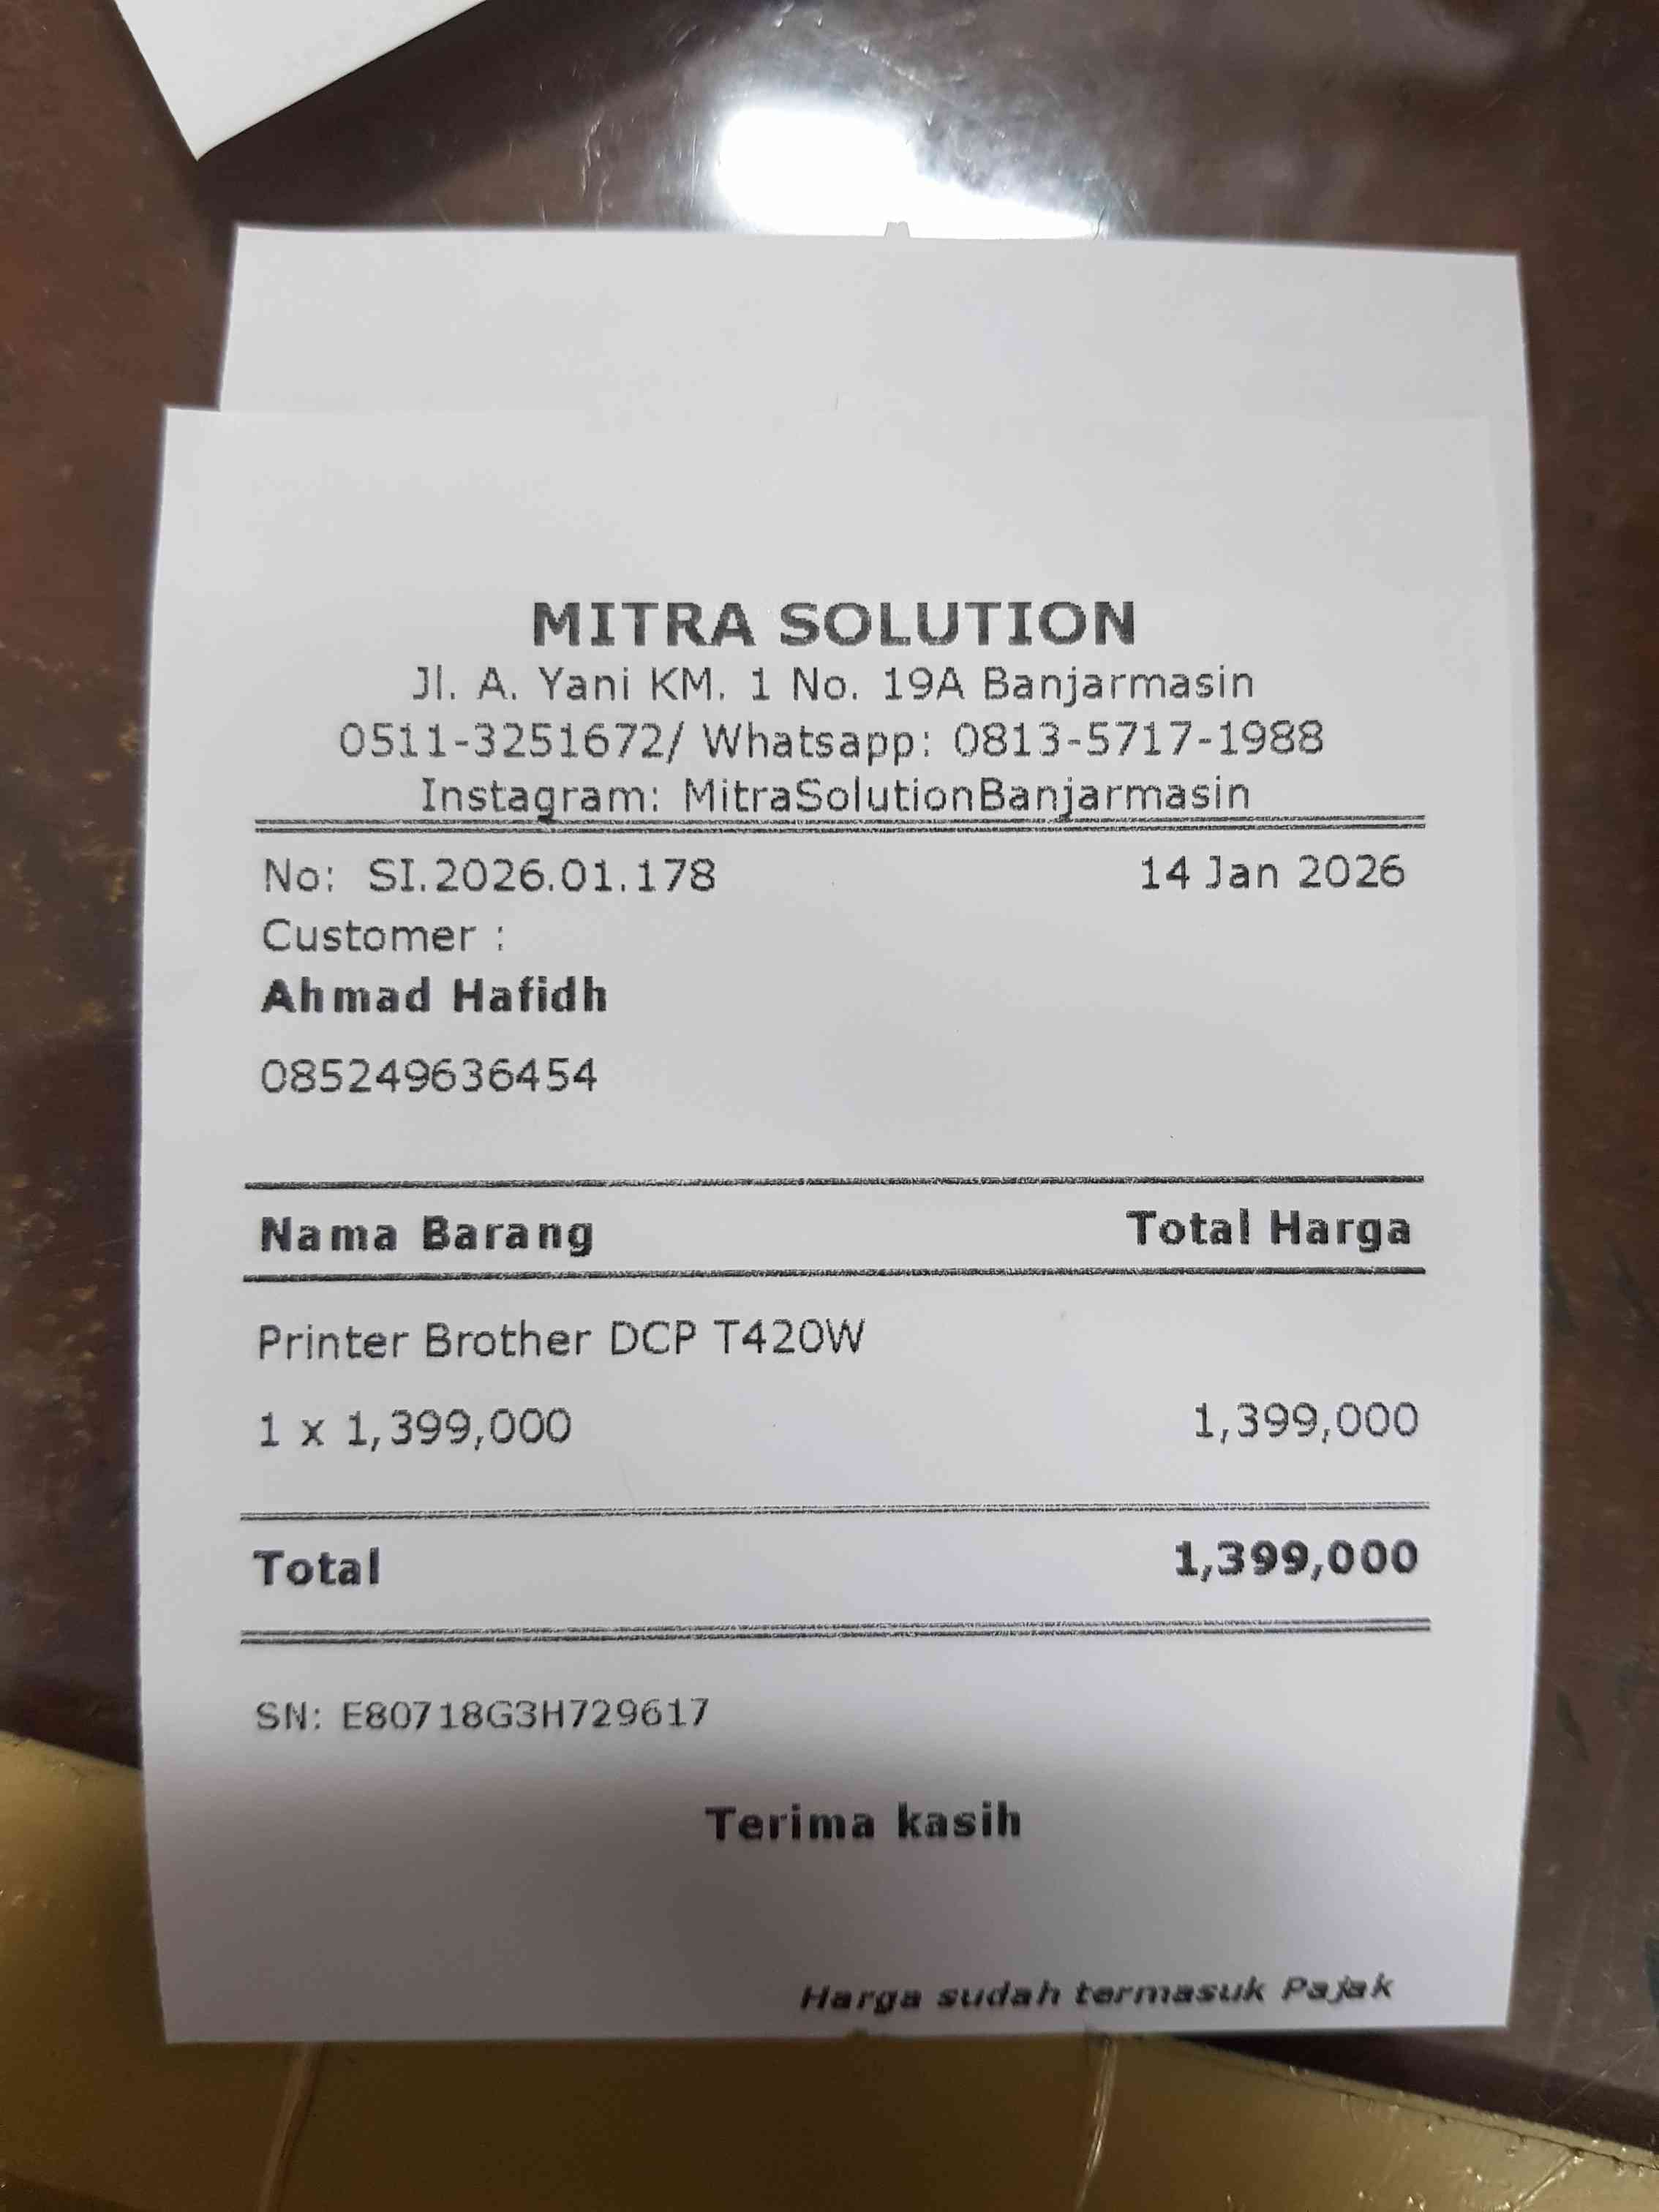 MITRA SOLUTION
Jl. A. Yani KM. 1 No. 19A Banjarmasin
0511-3251672/ Whatsapp: 0813-5717-1988
Instagram: MitraSolutionBanjarmasin
No: SI.2026.01.178 14 Jan 2026
Customer :
Ahmad Hafidh
085249636454
Nama Barang Total Harga
Printer Brother DCP T420W
1 x 1,399,000 1,399,000
Total 1,399,000
SN: E80718G3H729617
Terima kasih
Harga sudah termasuk Pajak